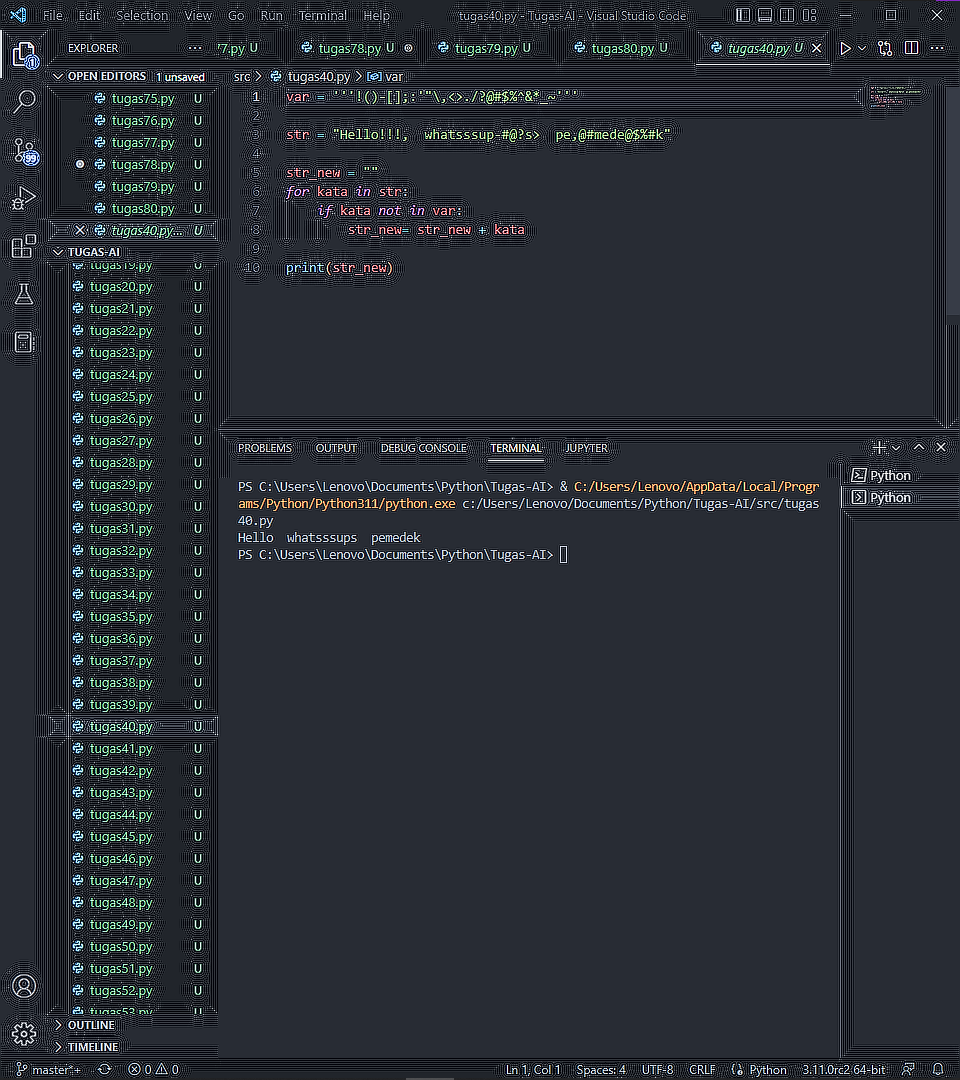 File Edit Selection View Go Run Terminal Help tugas40.py - Tugas-AI - Visual Studio Code
EXPLORER ... 77.py U tugas78.py U tugas79.py U tugas80.py U tugas40.py U
OPEN EDITORS 1 unsaved
tugas75.py U
tugas76.py U
tugas77.py U
tugas78.py U
tugas79.py U
tugas80.py U
tugas40.py... U
TUGAS-AI
tugas19.py U
tugas20.py U
tugas21.py U
tugas22.py U
tugas23.py U
tugas24.py U
tugas25.py U
tugas26.py U
tugas27.py U
tugas28.py U
tugas29.py U
tugas30.py U
tugas31.py U
tugas32.py U
tugas33.py U
tugas34.py U
tugas35.py U
tugas36.py U
tugas37.py U
tugas38.py U
tugas39.py U
tugas40.py U
tugas41.py U
tugas42.py U
tugas43.py U
tugas44.py U
tugas45.py U
tugas46.py U
tugas47.py U
tugas48.py U
tugas49.py U
tugas50.py U
tugas51.py U
tugas52.py U
tugas53.py U
OUTLINE
TIMELINE
1
99
src > tugas40.py > var
1 var = '''!()-[];:'"\,<>./?@#$%^&*_~'''
2
3 str = "Hello!!!, whatsssup-#@?s> pe,@#mede@$%#k"
4
5 str_new = ""
6 for kata in str:
7 if kata not in var:
8 str_new= str_new + kata
9
10 print(str_new)
PROBLEMS OUTPUT DEBUG CONSOLE TERMINAL JUPYTER
PS C:\Users\Lenovo\Documents\Python\Tugas-AI> & C:/Users/Lenovo/AppData/Local/Progr
ams/Python/Python311/python.exe c:/Users/Lenovo/Documents/Python/Tugas-AI/src/tugas
40.py
Hello whatsssups pemedek
PS C:\Users\Lenovo\Documents\Python\Tugas-AI>
Python
Python
master*+ 0 0 Ln 1, Col 1 Spaces: 4 UTF-8 CRLF Python 3.11.0rc2 64-bit